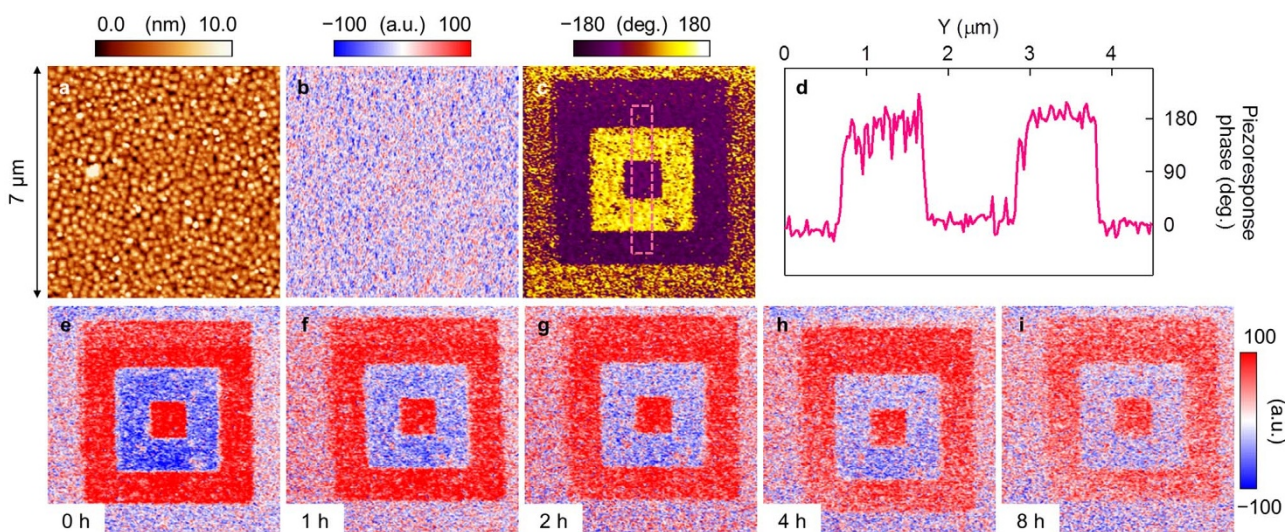 0.0 (nm) 10.0
−100 (a.u.) 100
−180 (deg.) 180
Y (μm)
0 1 2 3 4
7 μm
a
b
c
d
180
90
0
Piezoresponse
phase (deg.)
e
f
g
h
i
0 h
1 h
2 h
4 h
8 h
100
(a.u.)
−100